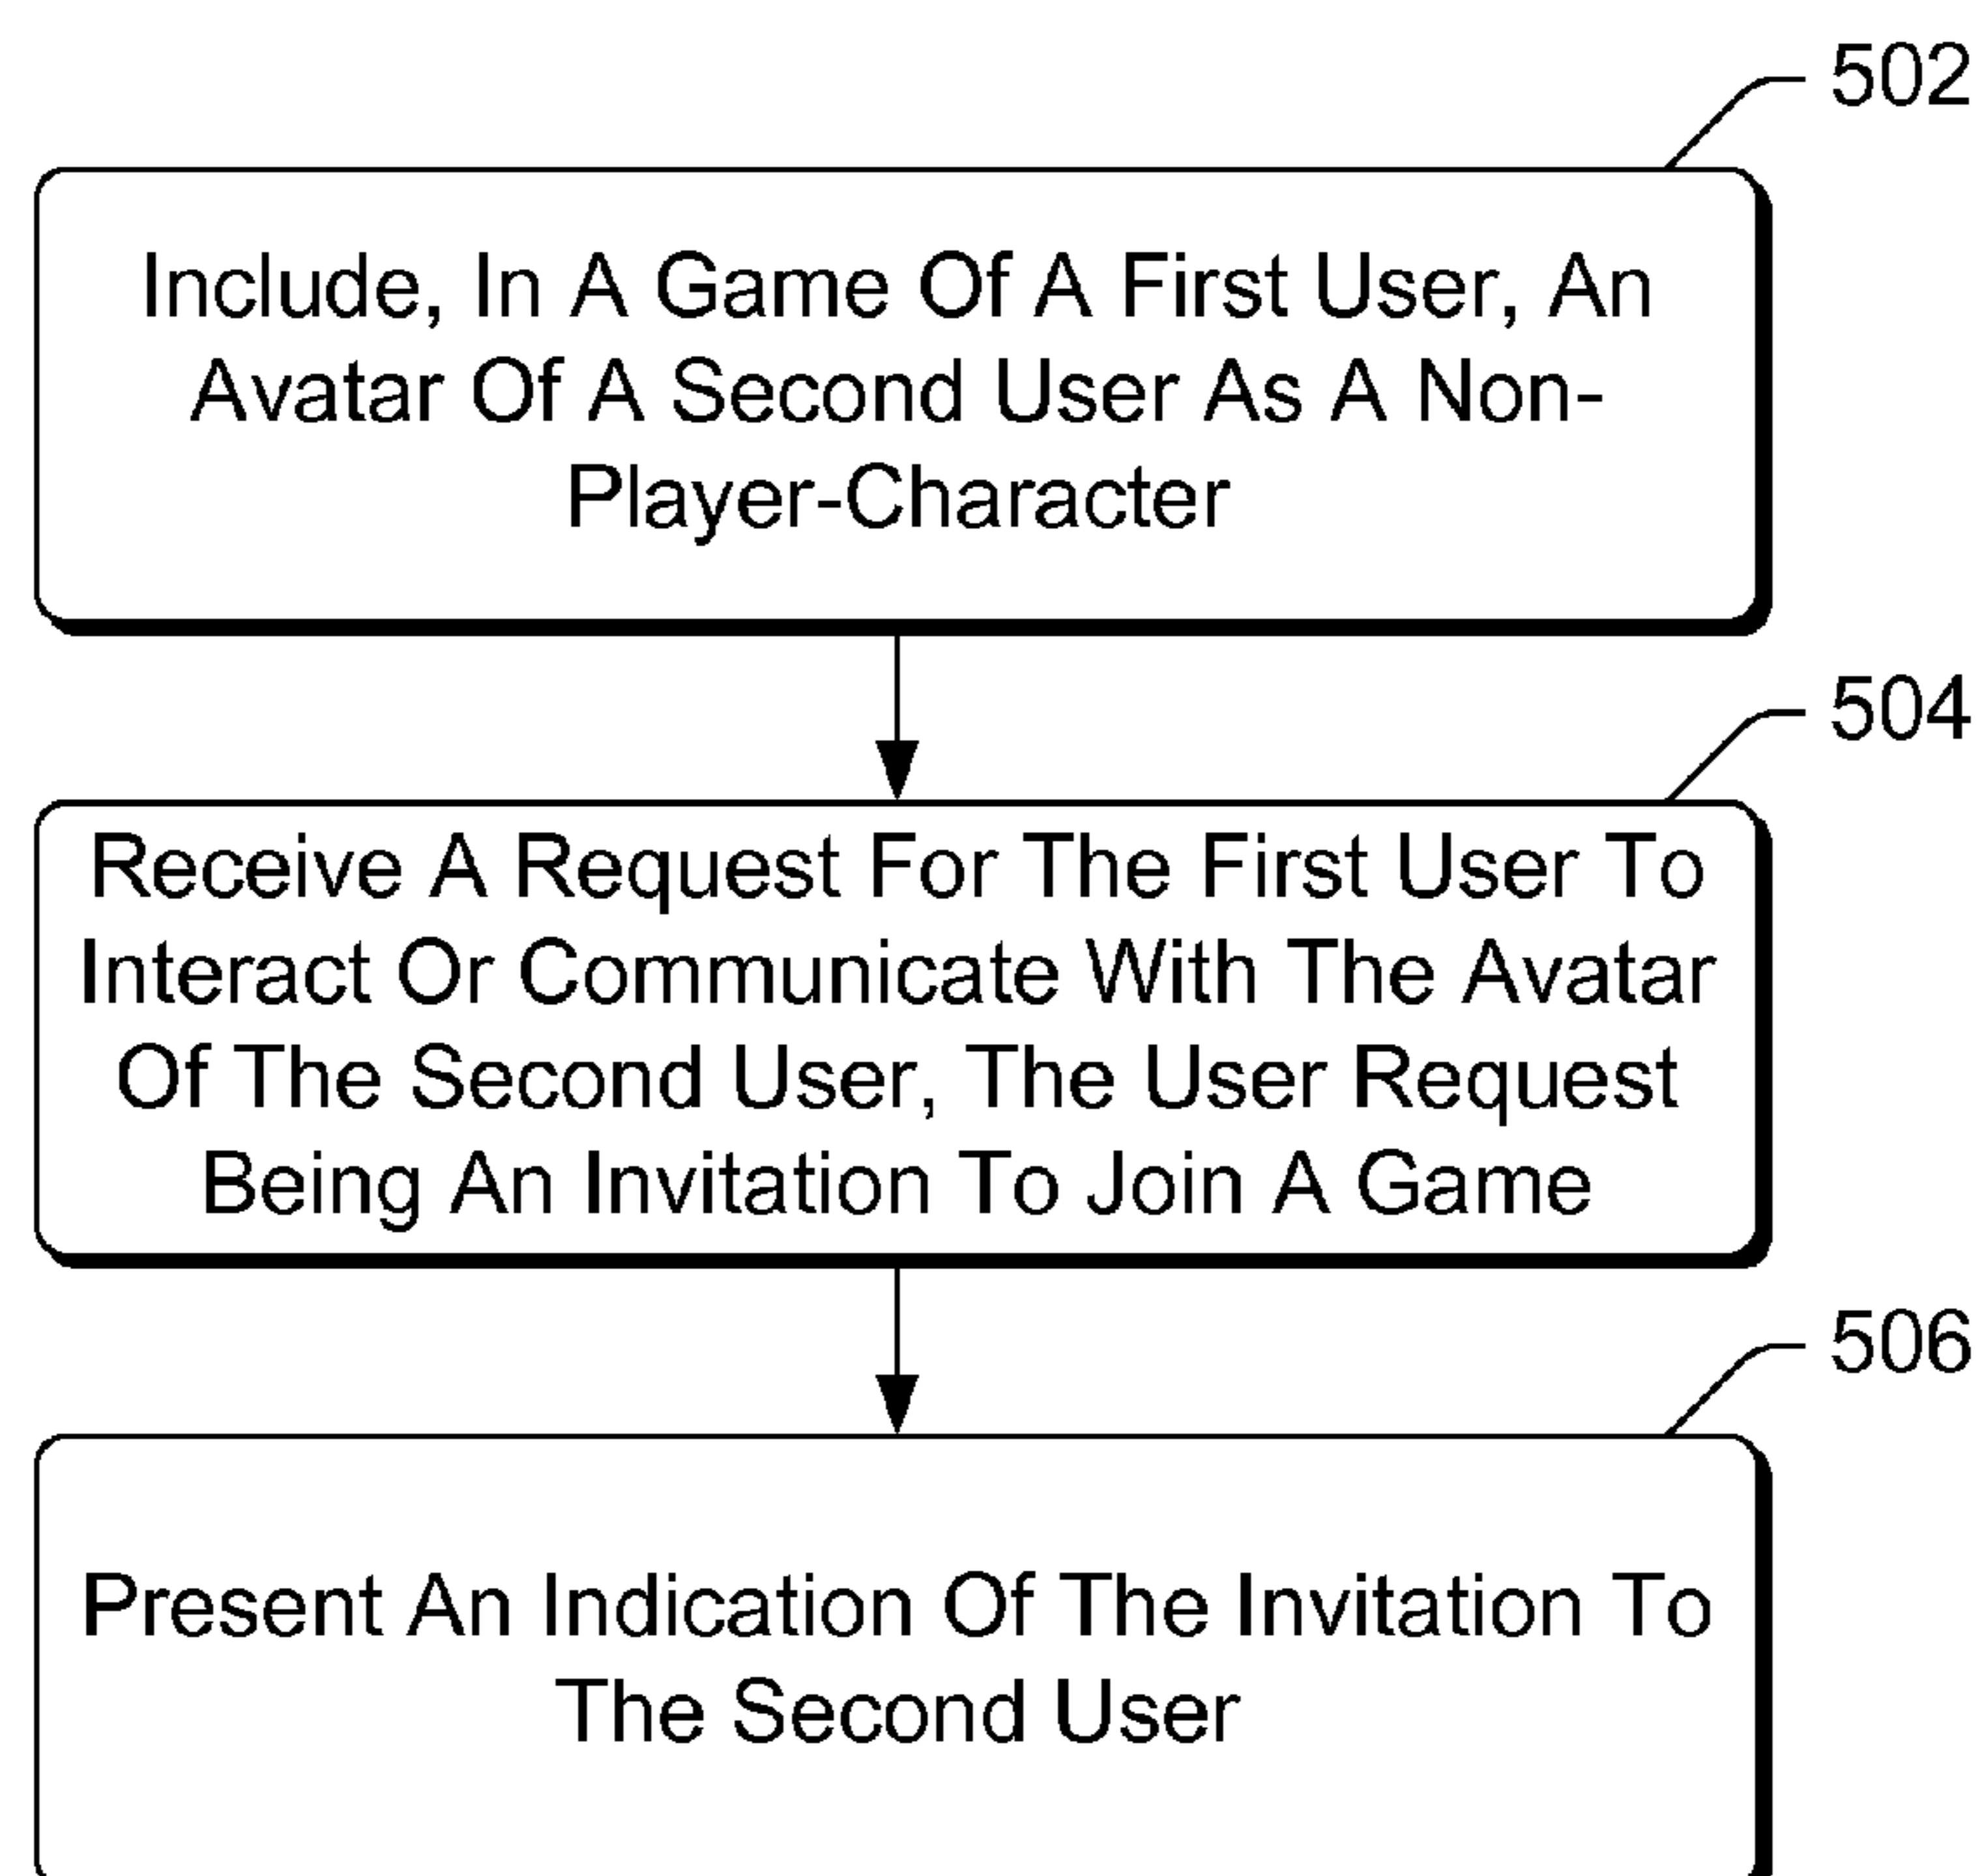 502
Include, In A Game Of A First User, An
Avatar Of A Second User As A Non-
Player-Character
504
Receive A Request For The First User To
Interact Or Communicate With The Avatar
Of The Second User, The User Request
Being An Invitation To Join A Game
506
Present An Indication Of The Invitation To
The Second User